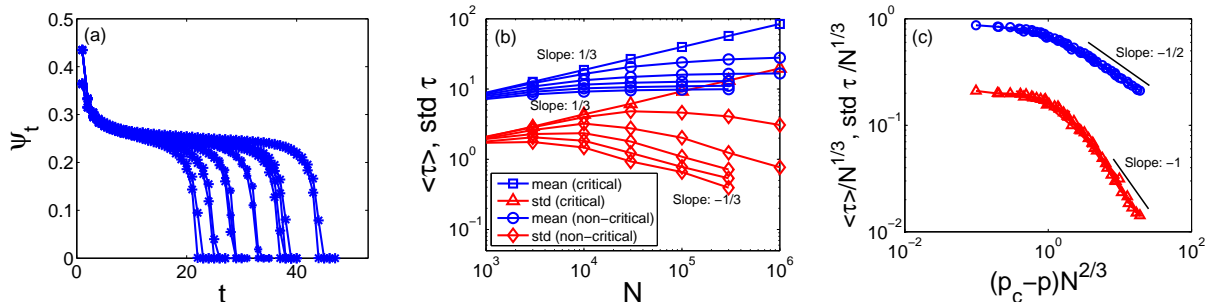 (a)
ψ_t
0.5
0.4
0.3
0.2
0.1
0
0 20 40
t
(b)
<τ>, std τ
10^2
10^1
10^0
10^{-1}
Slope: 1/3
Slope: 1/3
Slope: −1/3
mean (critical)
std (critical)
mean (non−critical)
std (non−critical)
10^3 10^4 10^5 10^6
N
(c)
<τ>/N^{1/3}, std τ/N^{1/3}
10^0
10^{-1}
10^{-2}
Slope: −1/2
Slope: −1
10^{-2} 10^0 10^2
(p_c−p)N^{2/3}